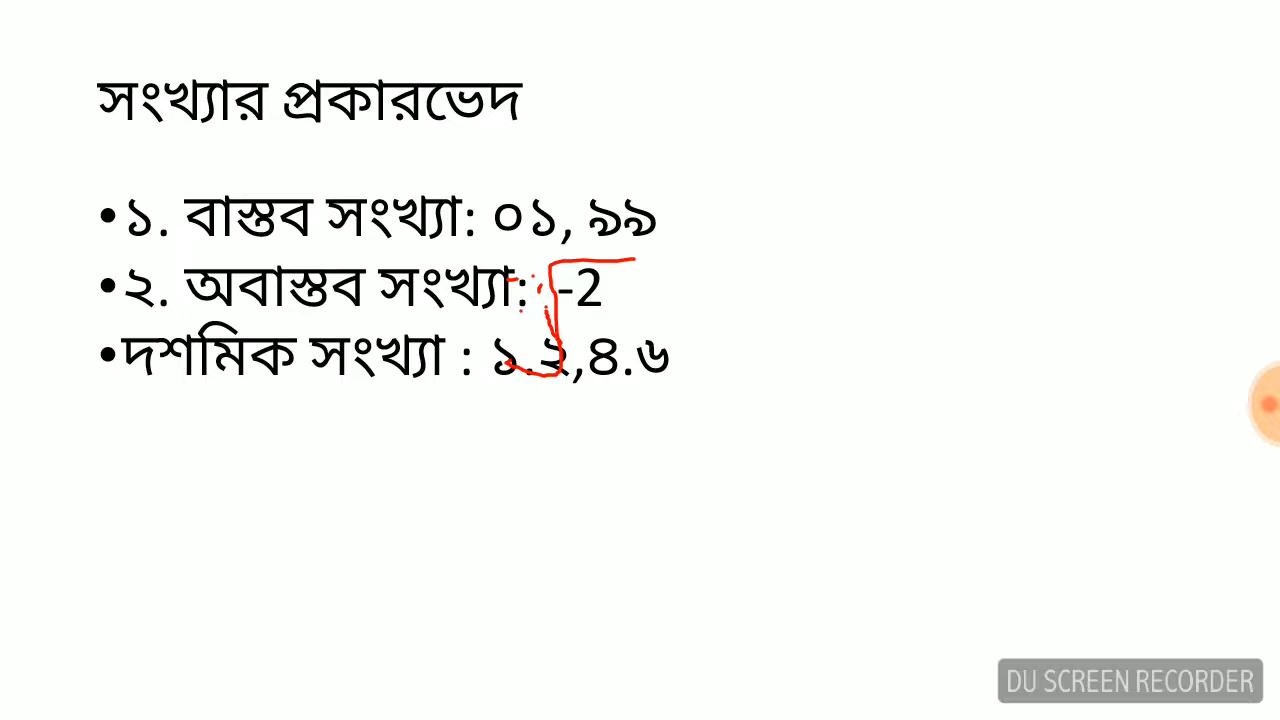 সংখ্যার প্রকারভেদ
•১. বাস্তব সংখ্যা: ০১, ৯৯
•২. অবাস্তব সংখ্যা: √-2
•দশমিক সংখ্যা : ১.২,৪.৬
DU SCREEN RECORDER